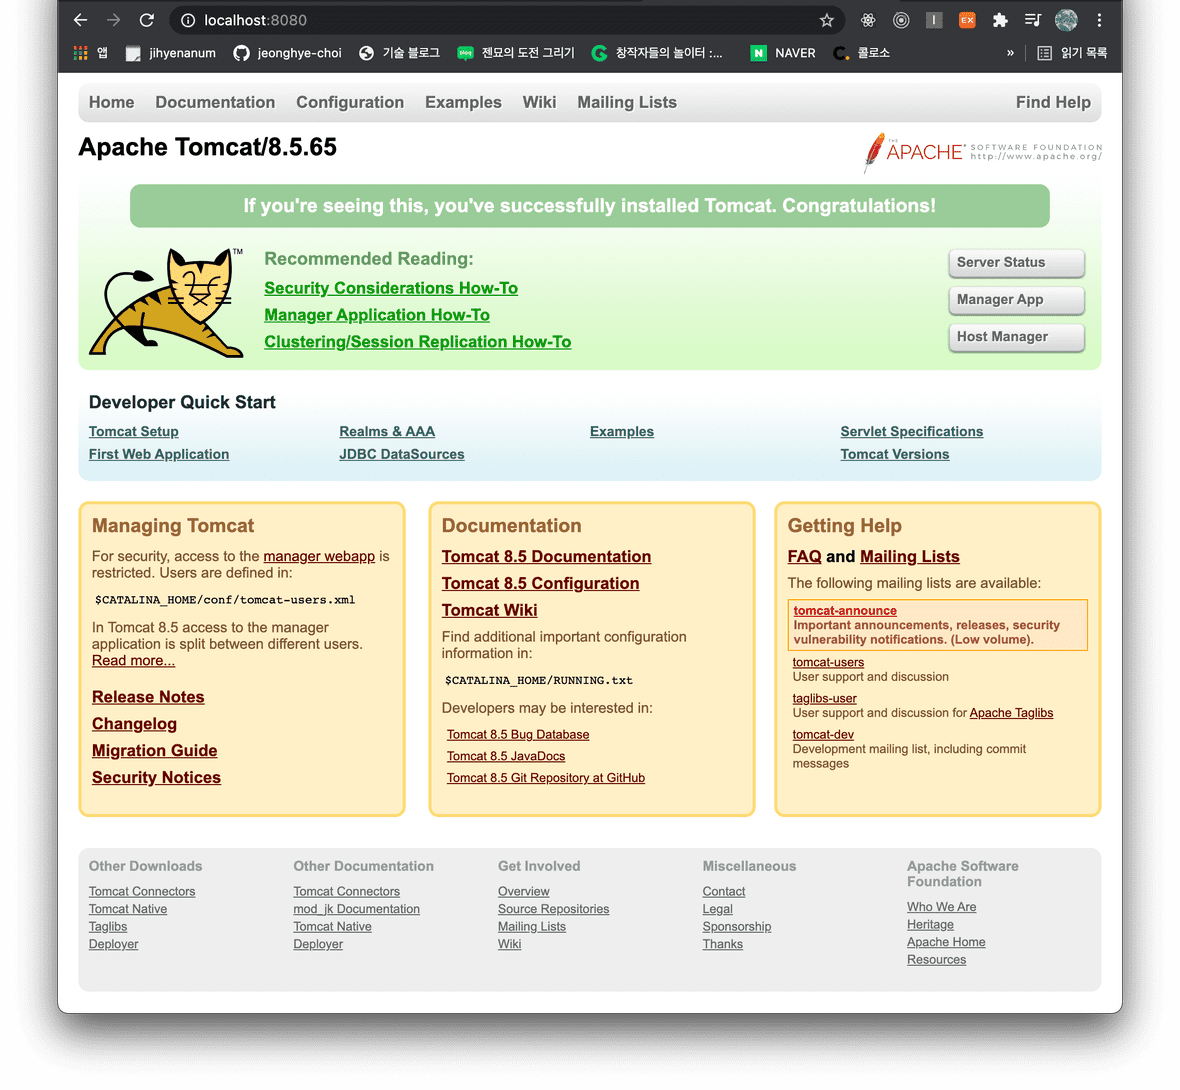 localhost:8080
앱 jihyenanum jeonghye-choi 기술 블로그 젠묘의 도전 그리기 창작자들의 놀이터 :... NAVER 콜로소 » 읽기 목록
Home Documentation Configuration Examples Wiki Mailing Lists Find Help
Apache Tomcat/8.5.65
THE APACHE® SOFTWARE FOUNDATION
http://www.apache.org/
If you're seeing this, you've successfully installed Tomcat. Congratulations!
TM
Recommended Reading:
Security Considerations How-To
Manager Application How-To
Clustering/Session Replication How-To
Server Status
Manager App
Host Manager
Developer Quick Start
Tomcat Setup
First Web Application
Realms & AAA
JDBC DataSources
Examples
Servlet Specifications
Tomcat Versions
Managing Tomcat
For security, access to the manager webapp is
restricted. Users are defined in:
$CATALINA_HOME/conf/tomcat-users.xml
In Tomcat 8.5 access to the manager
application is split between different users.
Read more...
Release Notes
Changelog
Migration Guide
Security Notices
Documentation
Tomcat 8.5 Documentation
Tomcat 8.5 Configuration
Tomcat Wiki
Find additional important configuration
information in:
$CATALINA_HOME/RUNNING.txt
Developers may be interested in:
Tomcat 8.5 Bug Database
Tomcat 8.5 JavaDocs
Tomcat 8.5 Git Repository at GitHub
Getting Help
FAQ and Mailing Lists
The following mailing lists are available:
tomcat-announce
Important announcements, releases, security
vulnerability notifications. (Low volume).
tomcat-users
User support and discussion
taglibs-user
User support and discussion for Apache Taglibs
tomcat-dev
Development mailing list, including commit
messages
Other Downloads
Tomcat Connectors
Tomcat Native
Taglibs
Deployer
Other Documentation
Tomcat Connectors
mod_jk Documentation
Tomcat Native
Deployer
Get Involved
Overview
Source Repositories
Mailing Lists
Wiki
Miscellaneous
Contact
Legal
Sponsorship
Thanks
Apache Software
Foundation
Who We Are
Heritage
Apache Home
Resources